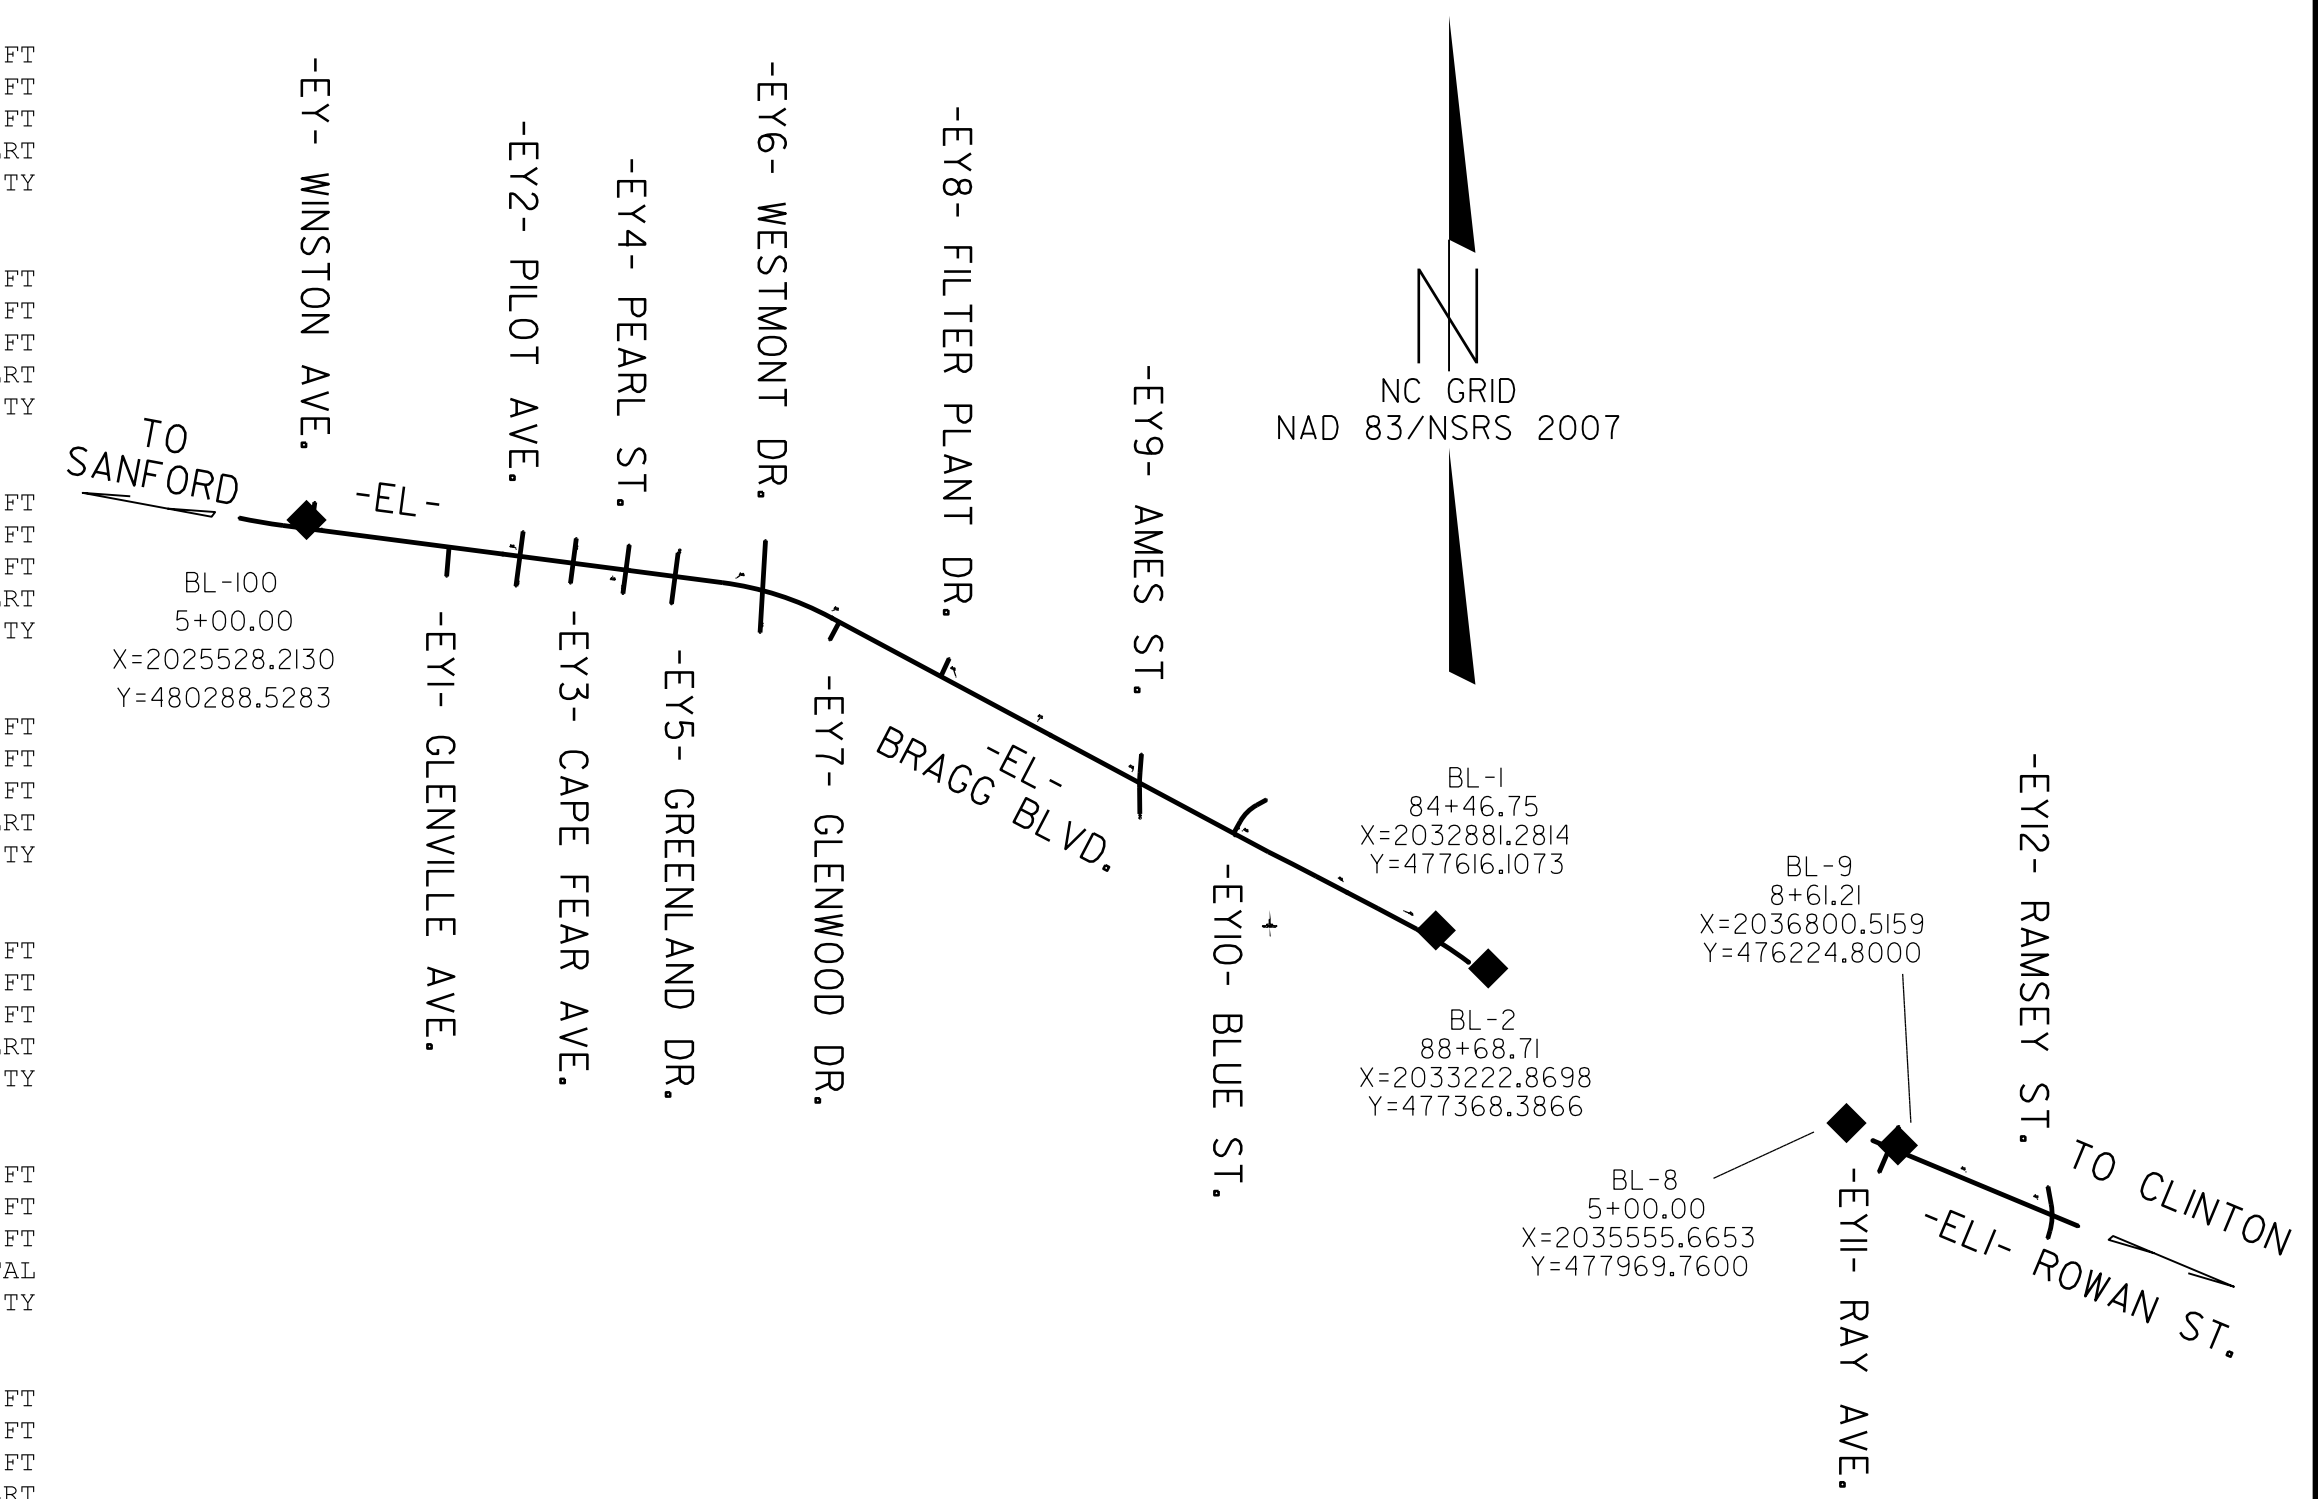 FT
FT
FT
RT
TY
FT
FT
FT
RT
TY
FT
FT
FT
RT
TY
FT
FT
FT
RT
TY
FT
FT
FT
RT
TY
FT
FT
FT
AL
TY
FT
FT
FT
RT
TO
SANFORD
-EY- WINSTON AVE.
-EL-
-EY2- PILOT AVE.
-EY4- PEARL ST.
-EY6- WESTMONT DR.
-EY8- FILTER PLANT DR.
-EY9- AMES ST.
N
NC GRID
NAD 83/NSRS 2007
BL-100
5+00.00
X=2025528.2130
Y=480288.5283
-EY1- GLENVILLE AVE.
-EY3- CAPE FEAR AVE.
-EY5- GREENLAND DR.
-EY7- GLENWOOD DR.
-EL-
BRAGG BLVD.
-EY10- BLUE ST.
BL-1
84+46.75
X=2032881.2814
Y=477616.1073
BL-2
88+68.71
X=2033222.8698
Y=477368.3866
BL-9
8+61.21
X=2036800.5159
Y=476224.8000
BL-8
5+00.00
X=2035555.6653
Y=477969.7600
-EY12- RAMSEY ST.
-EY11- RAY AVE.
TO CLINTON
-EL1- ROWAN ST.